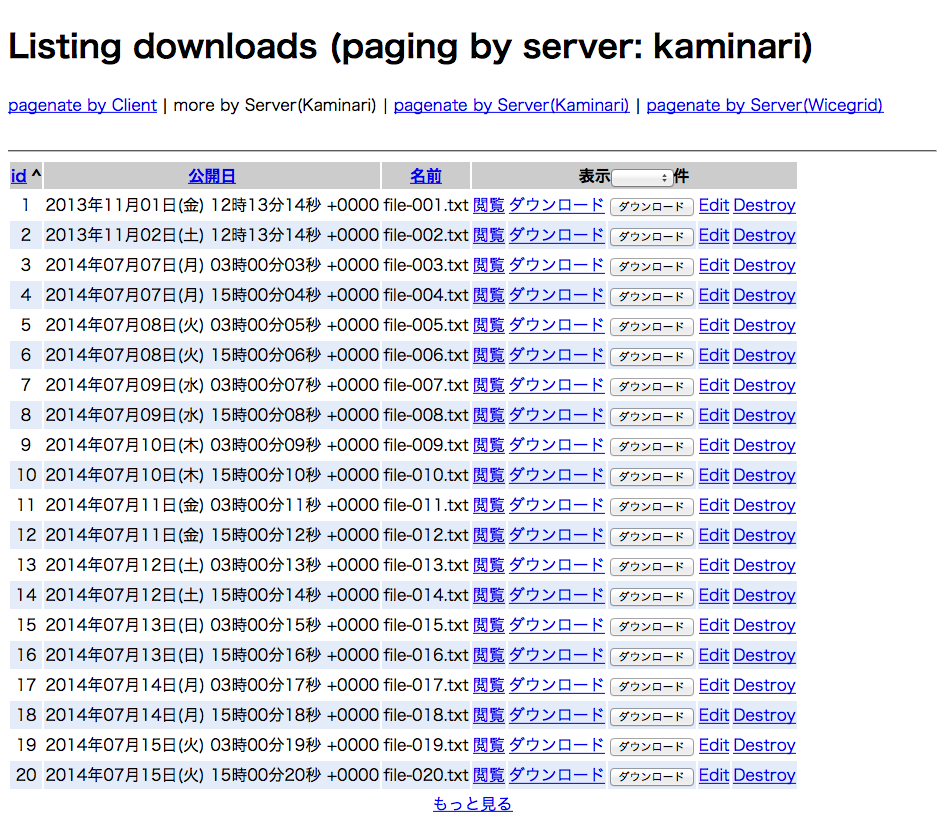 Listing downloads (paging by server: kaminari)
pagenate by Client | more by Server(Kaminari) | pagenate by Server(Kaminari) | pagenate by Server(Wicegrid)
id ^ 公開日 名前 表示 件
1 2013年11月01日(金) 12時13分14秒 +0000 file-001.txt 閲覧 ダウンロード ダウンロード Edit Destroy
2 2013年11月02日(土) 12時13分14秒 +0000 file-002.txt 閲覧 ダウンロード ダウンロード Edit Destroy
3 2014年07月07日(月) 03時00分03秒 +0000 file-003.txt 閲覧 ダウンロード ダウンロード Edit Destroy
4 2014年07月07日(月) 15時00分04秒 +0000 file-004.txt 閲覧 ダウンロード ダウンロード Edit Destroy
5 2014年07月08日(火) 03時00分05秒 +0000 file-005.txt 閲覧 ダウンロード ダウンロード Edit Destroy
6 2014年07月08日(火) 15時00分06秒 +0000 file-006.txt 閲覧 ダウンロード ダウンロード Edit Destroy
7 2014年07月09日(水) 03時00分07秒 +0000 file-007.txt 閲覧 ダウンロード ダウンロード Edit Destroy
8 2014年07月09日(水) 15時00分08秒 +0000 file-008.txt 閲覧 ダウンロード ダウンロード Edit Destroy
9 2014年07月10日(木) 03時00分09秒 +0000 file-009.txt 閲覧 ダウンロード ダウンロード Edit Destroy
10 2014年07月10日(木) 15時00分10秒 +0000 file-010.txt 閲覧 ダウンロード ダウンロード Edit Destroy
11 2014年07月11日(金) 03時00分11秒 +0000 file-011.txt 閲覧 ダウンロード ダウンロード Edit Destroy
12 2014年07月11日(金) 15時00分12秒 +0000 file-012.txt 閲覧 ダウンロード ダウンロード Edit Destroy
13 2014年07月12日(土) 03時00分13秒 +0000 file-013.txt 閲覧 ダウンロード ダウンロード Edit Destroy
14 2014年07月12日(土) 15時00分14秒 +0000 file-014.txt 閲覧 ダウンロード ダウンロード Edit Destroy
15 2014年07月13日(日) 03時00分15秒 +0000 file-015.txt 閲覧 ダウンロード ダウンロード Edit Destroy
16 2014年07月13日(日) 15時00分16秒 +0000 file-016.txt 閲覧 ダウンロード ダウンロード Edit Destroy
17 2014年07月14日(月) 03時00分17秒 +0000 file-017.txt 閲覧 ダウンロード ダウンロード Edit Destroy
18 2014年07月14日(月) 15時00分18秒 +0000 file-018.txt 閲覧 ダウンロード ダウンロード Edit Destroy
19 2014年07月15日(火) 03時00分19秒 +0000 file-019.txt 閲覧 ダウンロード ダウンロード Edit Destroy
20 2014年07月15日(火) 15時00分20秒 +0000 file-020.txt 閲覧 ダウンロード ダウンロード Edit Destroy
もっと見る